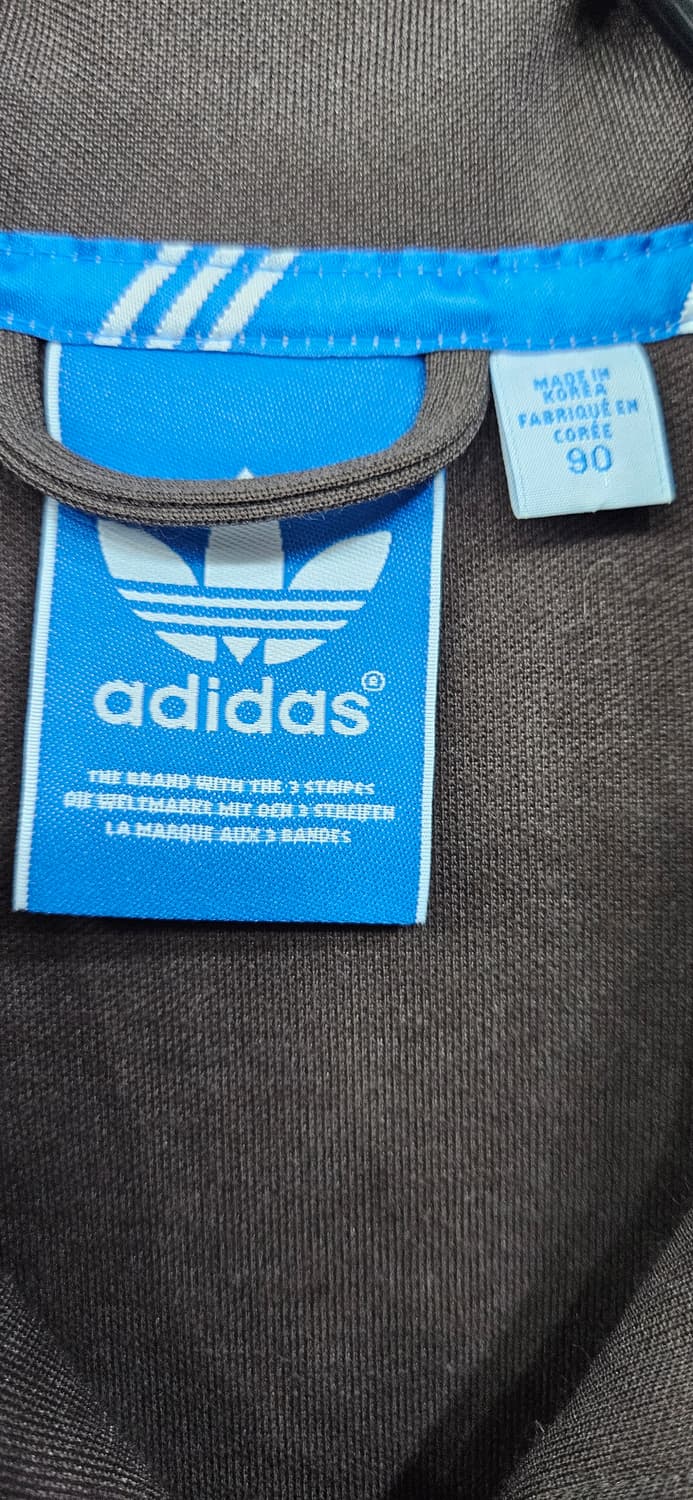 MADE IN
KOREA
FABRIQUÉ EN
CORÉE
90
adidas®
THE BRAND WITH THE 3 STRIPES
DIE WELTMARKE MIT DEN 3 STREIFEN
LA MARQUE AUX 3 BANDES